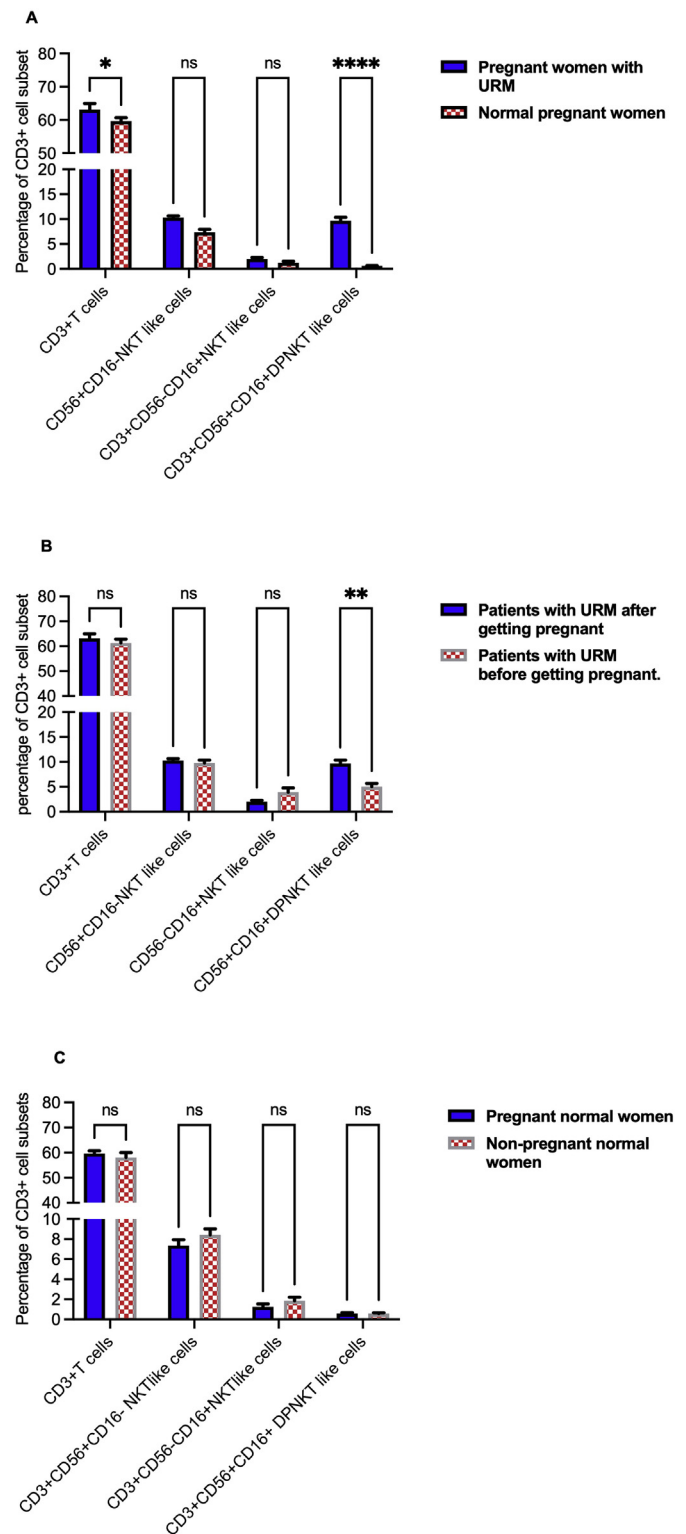 A
Percentage of CD3+ cell subset
80
70
60
50
20
15
10
5
0
*
ns
ns
****
CD3+T cells
CD56+CD16-NKT like cells
CD3+CD56-CD16+NKT like cells
CD3+CD56+CD16+DPNKT like cells
Pregnant women with
URM
Normal pregnant women
B
percentage of CD3+ cell subset
80
70
60
50
40
20
15
10
5
0
ns
ns
ns
**
CD3+T cells
CD56+CD16-NKT like cells
CD56-CD16+NKT like cells
CD56+CD16+DPNKT like cells
Patients with URM after
getting pregnant
Patients with URM
before getting pregnant.
C
Percentage of CD3+ cell subsets
80
70
60
50
40
10
8
6
4
2
0
ns
ns
ns
ns
CD3+T cells
CD3+CD56+CD16- NKTlike cells
CD3+CD56-CD16+NKTlike cells
CD3+CD56+CD16+ DPNKT like cells
Pregnant normal women
Non-pregnant normal
women